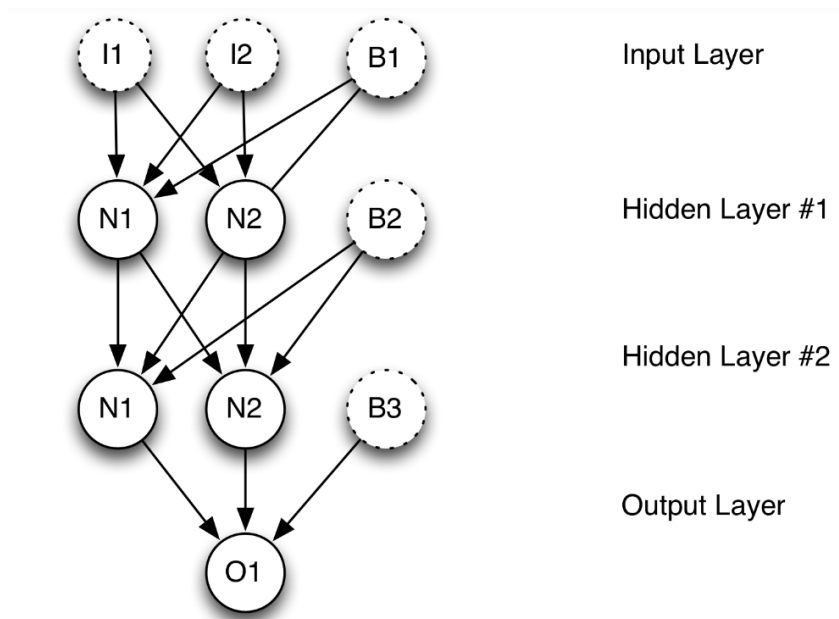 I1 I2 B1 Input Layer
N1 N2 B2 Hidden Layer #1
Hidden Layer #2
N1 N2 B3
Output Layer
O1